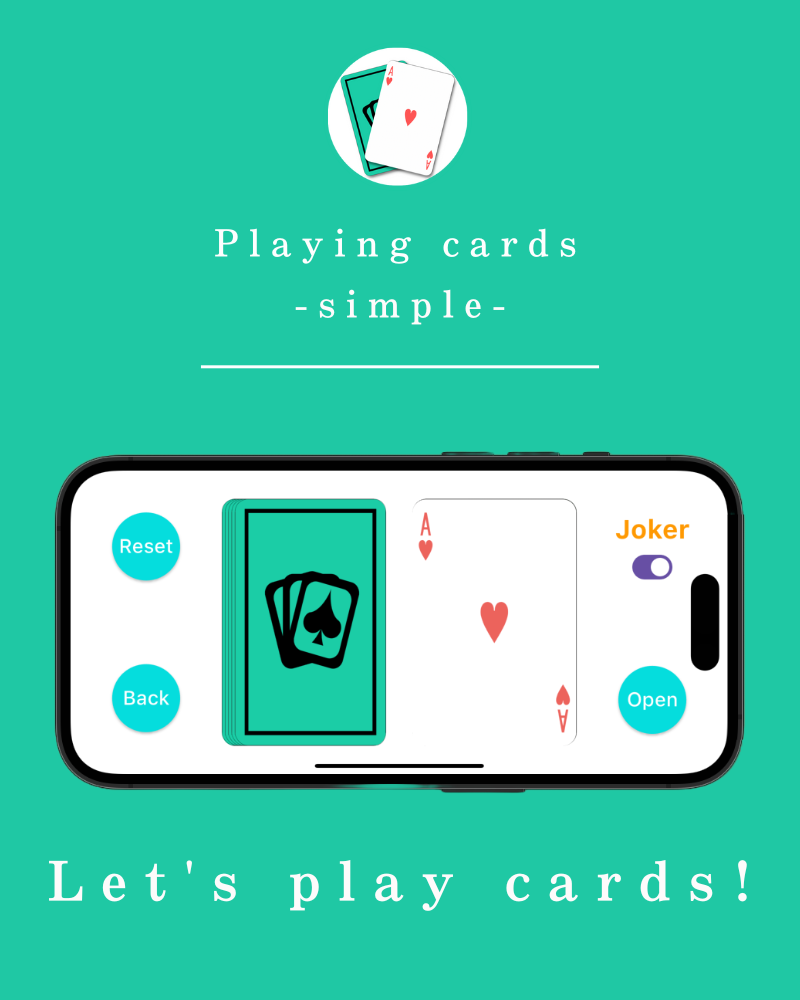 A
A
Playing cards
-simple-
Reset
A
Joker
Back
Open
A
Let's play cards!